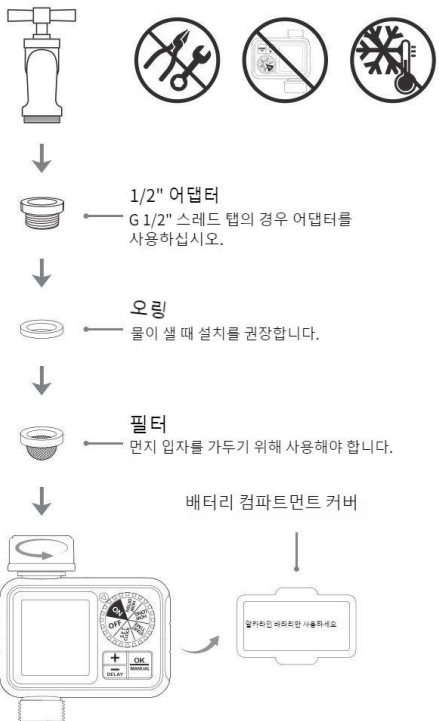 1/2" 어댑터
G 1/2" 스레드 탭의 경우 어댑터를
사용하십시오.
오링
물이 샐 때 설치를 권장합니다.
필터
먼지 입자를 가두기 위해 사용해야 합니다.
배터리 컴파트먼트 커버
알카라인 배터리만 사용하세요
ON
OFF
+
-
DELAY
OK
MANUAL